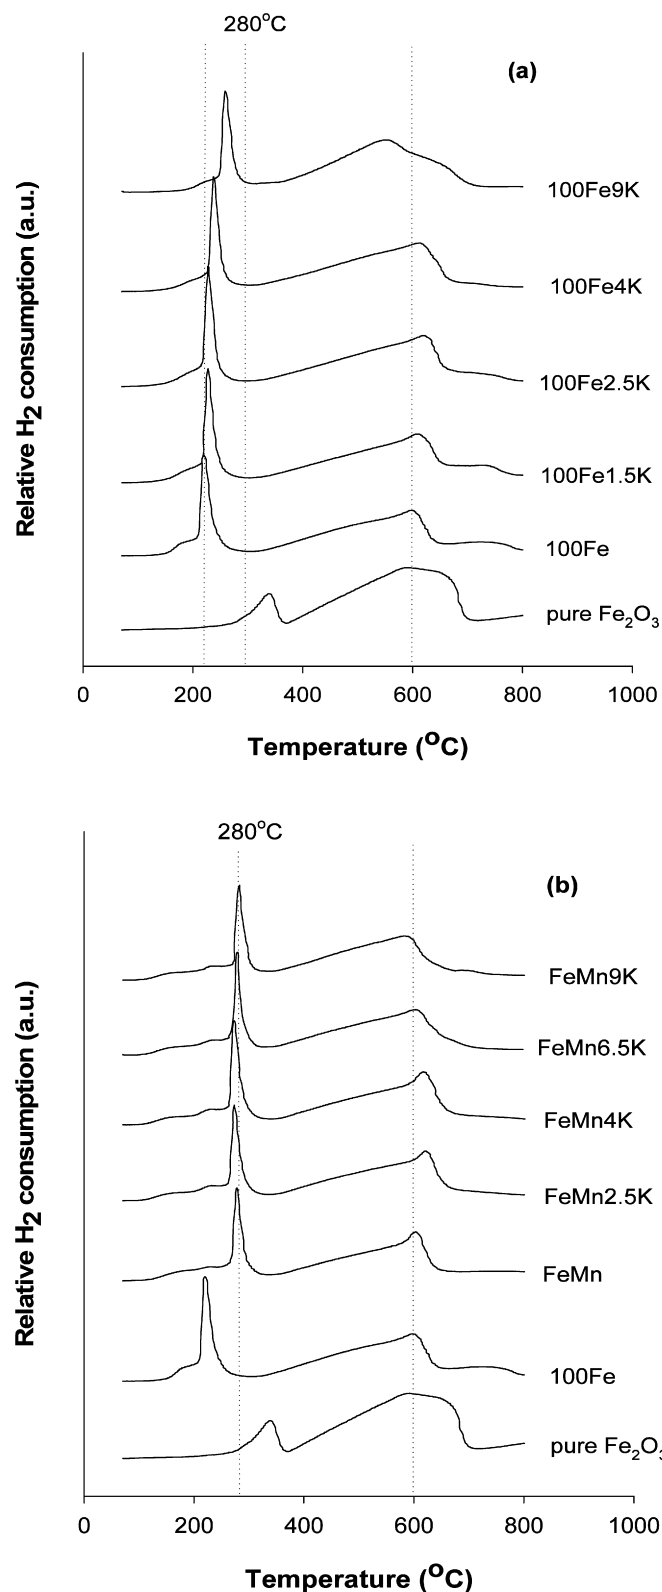 280°C
(a)
Relative H2 consumption (a.u.)
100Fe9K
100Fe4K
100Fe2.5K
100Fe1.5K
100Fe
pure Fe2O3
0 200 400 600 800 1000
Temperature (°C)
280°C
(b)
Relative H2 consumption (a.u.)
FeMn9K
FeMn6.5K
FeMn4K
FeMn2.5K
FeMn
100Fe
pure Fe2O3
0 200 400 600 800 1000
Temperature (°C)